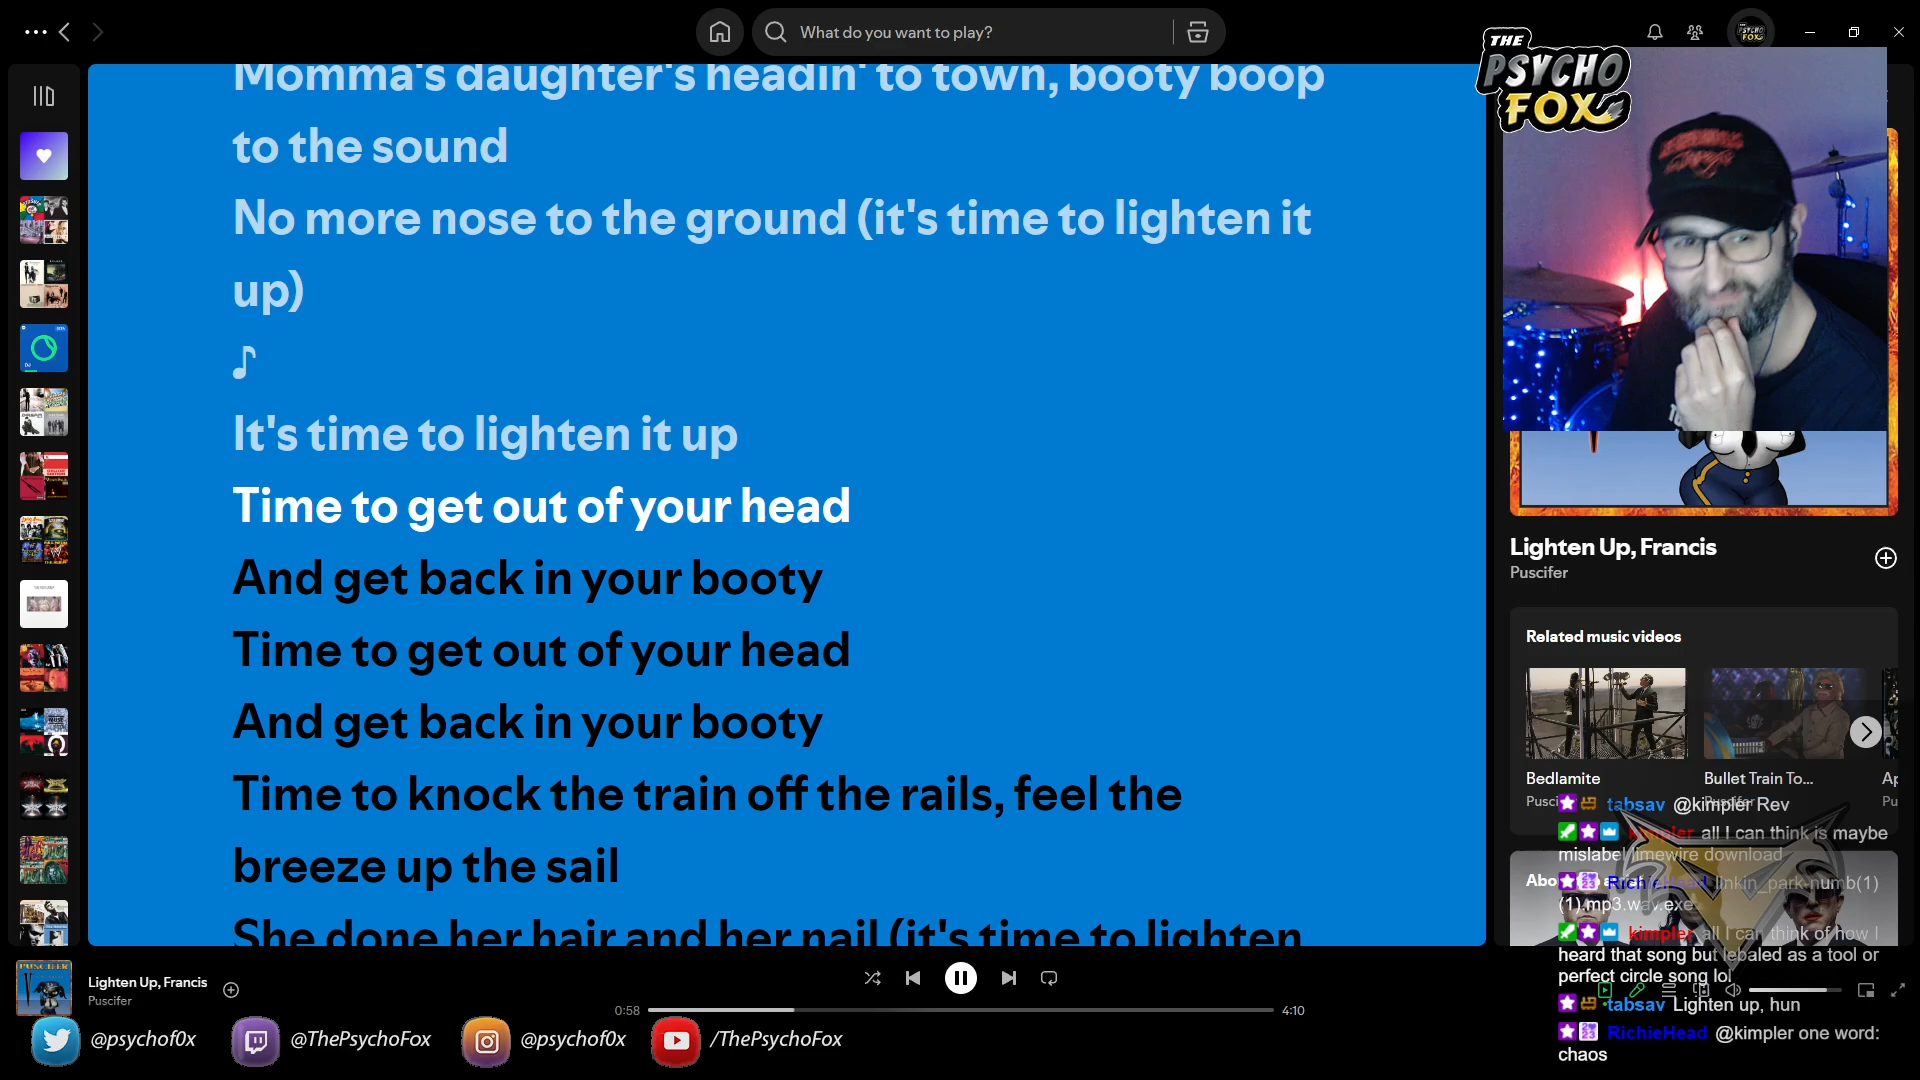 What do you want to play?
THE
PSYCHO
FOX
Momma's daughter's headin' to town, booty boop
to the sound
No more nose to the ground (it's time to lighten it
up)
♪
It's time to lighten it up
Time to get out of your head
And get back in your booty
Time to get out of your head
And get back in your booty
Time to knock the train off the rails, feel the
breeze up the sail
She done her hair and her nail (it's time to lighten
Lighten Up, Francis
Puscifer
Related music videos
Bedlamite
Bullet Train To...
Ap
Pusci
Pu
tabsav @kimpler Rev
kimpler all I can think is maybe
mislabel limewire download
Abo
RichieHead linkin_park-numb(1)
(1).mp3.wav.exe
kimpler all I can think of how I
heard that song but lebaled as a tool or
perfect circle song lol
tabsav Lighten up, hun
RichieHead @kimpler one word:
chaos
PUSCIFER
Lighten Up, Francis
Puscifer
0:58
4:10
@psychof0x
@ThePsychoFox
@psychof0x
/ThePsychoFox